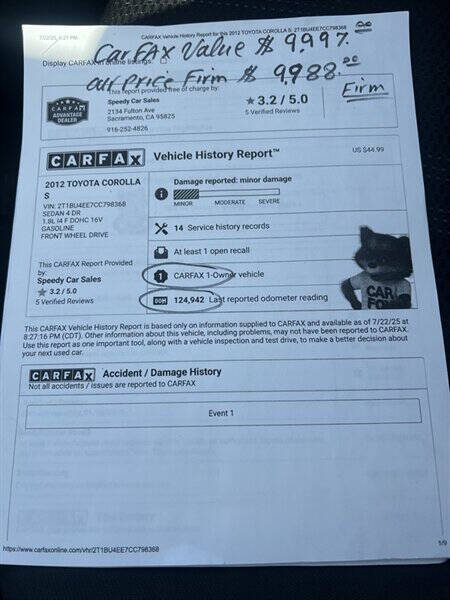 7/22/25, 8:27 PM
CARFAX Vehicle History Report for this 2012 TOYOTA COROLLA S: 2T1BU4EE7CC798368
CarFAX Value $ 9,997.00
Display CARFAX in online listings:
our Price Firm $ 9,988.00
Firm
This report provided free of charge by:
CARFAX
ADVANTAGE
DEALER
Speedy Car Sales
2134 Fulton Ave
Sacramento, CA 95825
916-252-4826
★ 3.2 / 5.0
5 Verified Reviews
CARFAX Vehicle History Report™
US $44.99
2012 TOYOTA COROLLA
S
VIN: 2T1BU4EE7CC798368
SEDAN 4 DR
1.8L I4 F DOHC 16V
GASOLINE
FRONT WHEEL DRIVE
This CARFAX Report Provided
by:
Speedy Car Sales
★ 3.2 / 5.0
5 Verified Reviews
Damage reported: minor damage
MINOR MODERATE SEVERE
14 Service history records
At least 1 open recall
1 CARFAX 1-Owner vehicle
124,942 Last reported odometer reading
CAR
FOX
This CARFAX Vehicle History Report is based only on information supplied to CARFAX and available as of 7/22/25 at
8:27:16 PM (CDT). Other information about this vehicle, including problems, may not have been reported to CARFAX.
Use this report as one important tool, along with a vehicle inspection and test drive, to make a better decision about
your next used car.
CARFAX Accident / Damage History
Not all accidents / issues are reported to CARFAX
Event 1
https://www.carfaxonline.com/vhr/2T1BU4EE7CC798368
1/9